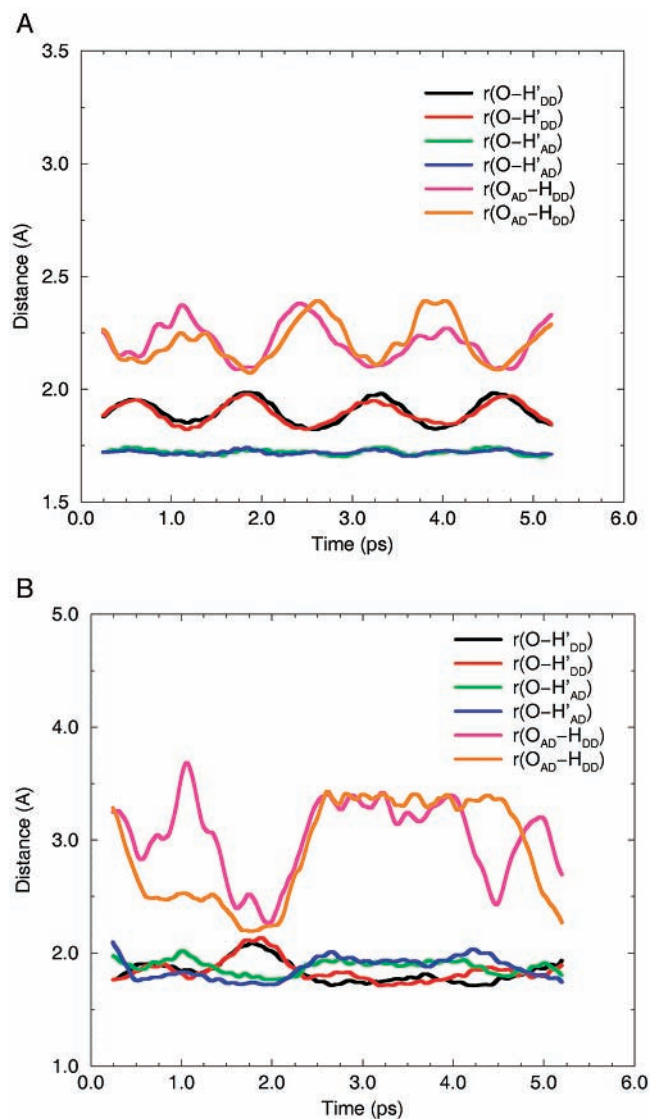 A
3.5
3.0
2.5
2.0
1.5
Distance (A)
r(O–H'DD)
r(O–H'DD)
r(O–H'AD)
r(O–H'AD)
r(OAD–HDD)
r(OAD–HDD)
0.0 1.0 2.0 3.0 4.0 5.0 6.0
Time (ps)
B
5.0
4.0
3.0
2.0
1.0
Distance (A)
r(O–H'DD)
r(O–H'DD)
r(O–H'AD)
r(O–H'AD)
r(OAD–HDD)
r(OAD–HDD)
0.0 1.0 2.0 3.0 4.0 5.0 6.0
Time (ps)